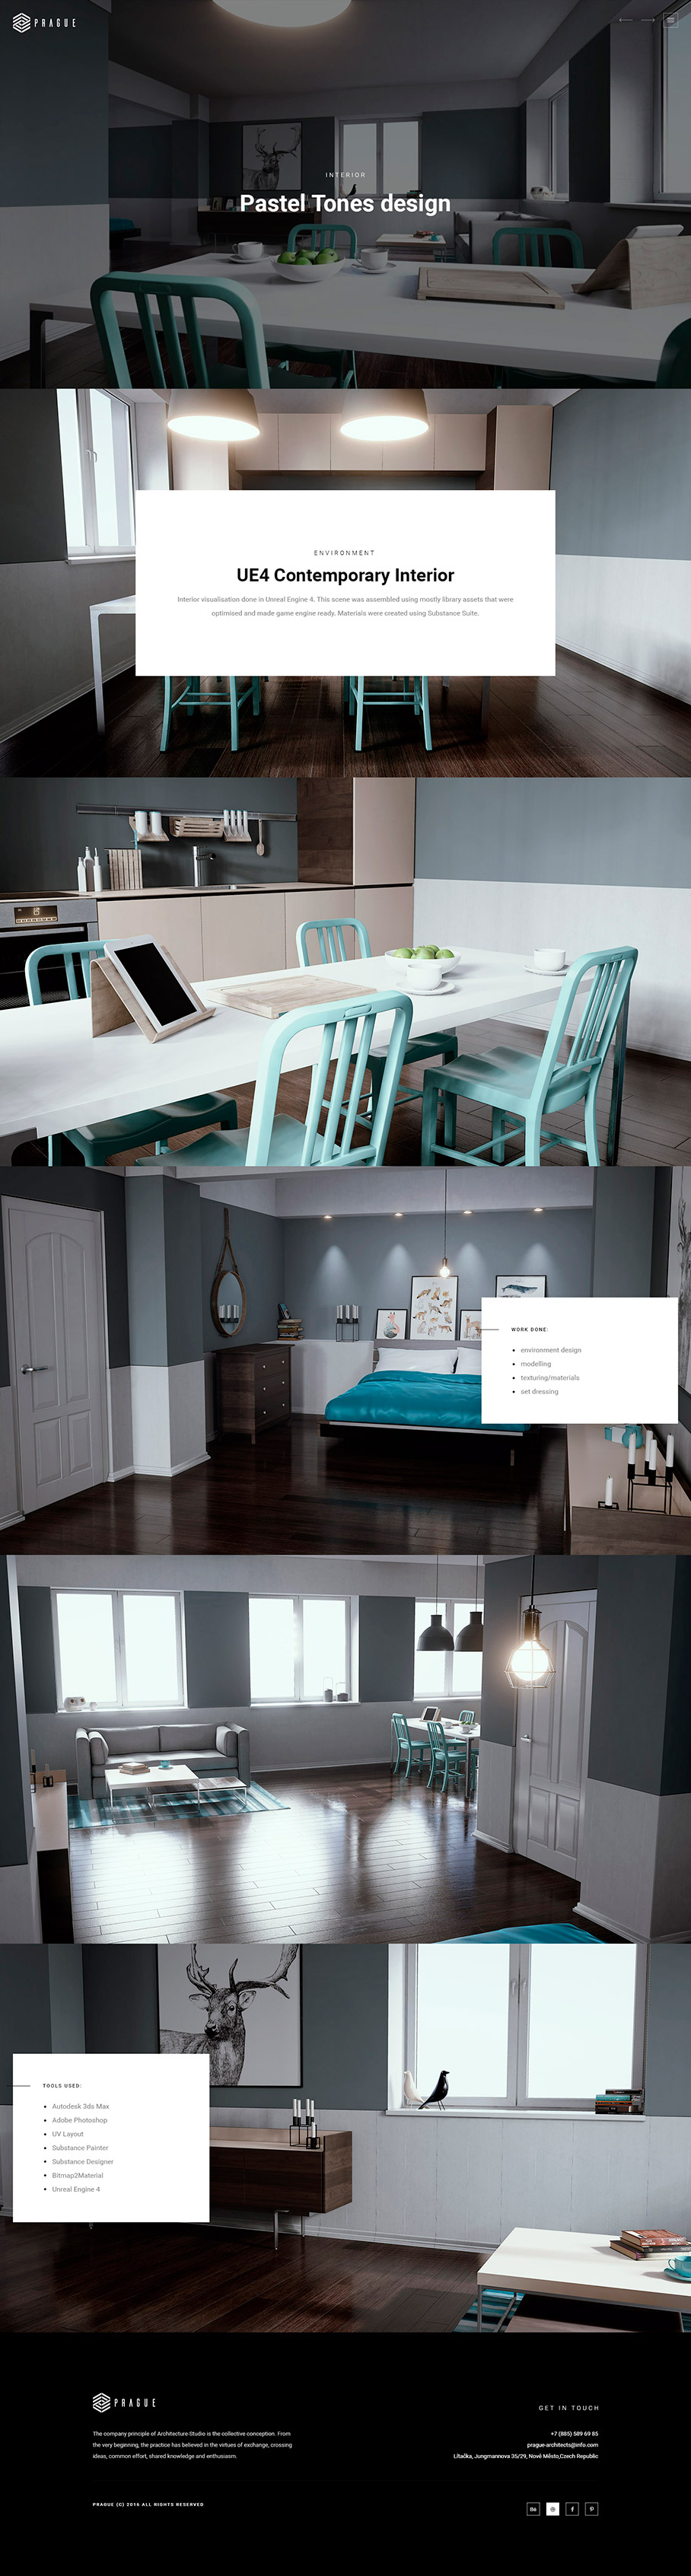 PRAGUE
INTERIOR
Pastel Tones design
ENVIRONMENT
UE4 Contemporary Interior
Interior visualisation done in Unreal Engine 4. This scene was assembled using mostly library assets that were
optimised and made game engine ready. Materials were created using Substance Suite.
WORK DONE:
environment design
modelling
texturing/materials
set dressing
TOOLS USED:
Autodesk 3ds Max
Adobe Photoshop
UV Layout
Substance Painter
Substance Designer
Bitmap2Material
Unreal Engine 4
PRAGUE
The company principle of Architecture-Studio is the collective conception. From
the very beginning, the practice has believed in the virtues of exchange, crossing
ideas, common effort, shared knowledge and enthusiasm.
GET IN TOUCH
+7 (885) 589 69 85
prague-architects@info.com
Lítačka, Jungmannova 35/29, Nové Město,Czech Republic
PRAGUE (C) 2016 ALL RIGHTS RESERVED
Bē